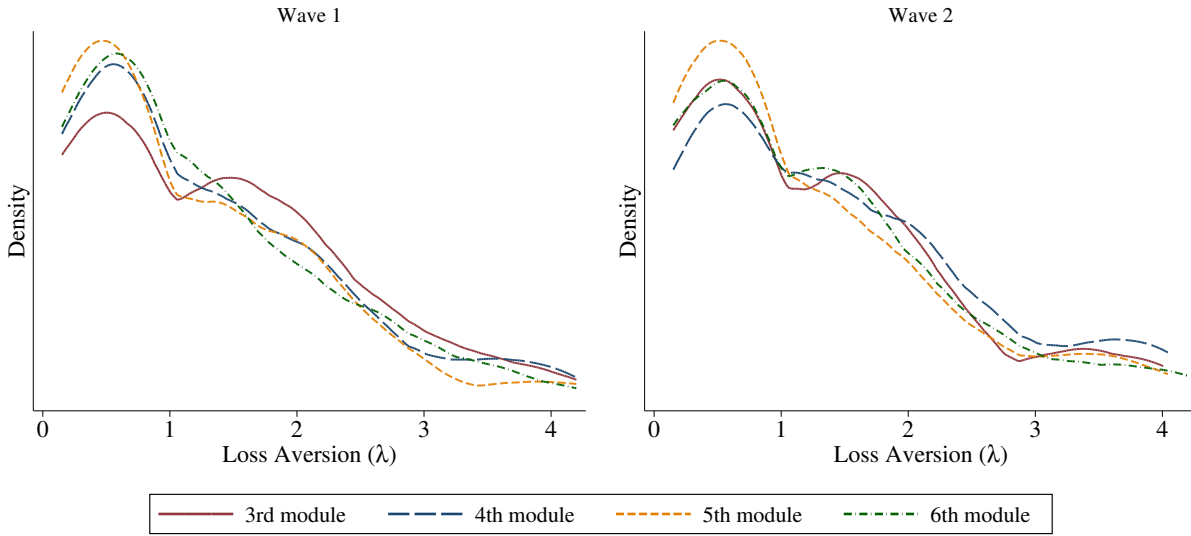 Wave 1
Density
0 1 2 3 4
Loss Aversion (λ)
Wave 2
Density
0 1 2 3 4
Loss Aversion (λ)
3rd module 4th module 5th module 6th module